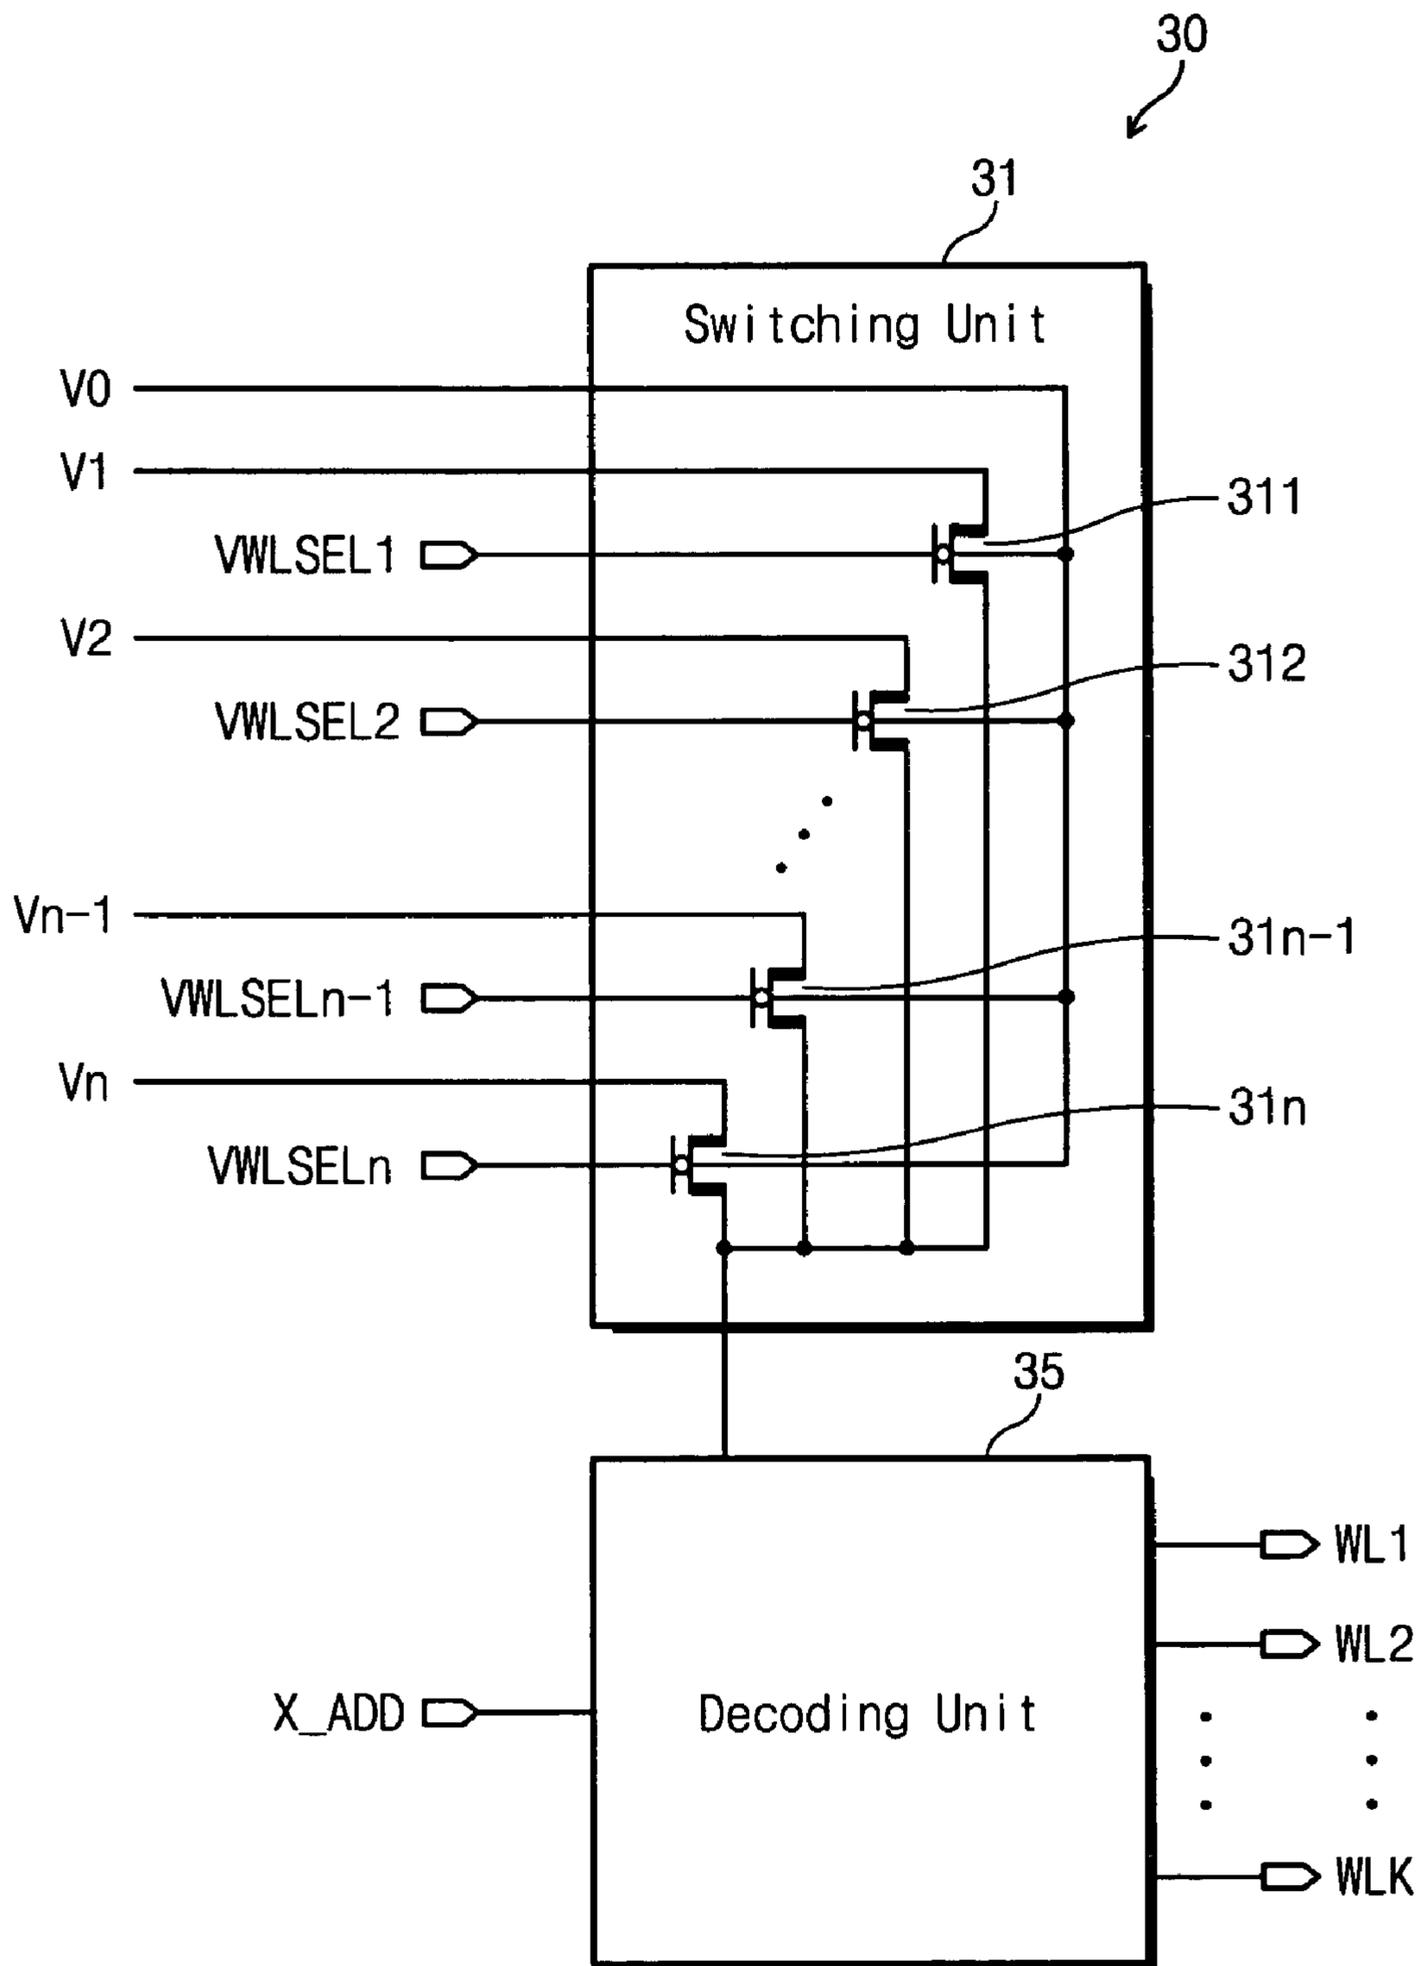 30
31
Switching Unit
V0
V1
311
VWLSEL1
V2
312
VWLSEL2
Vn-1
31n-1
VWLSELn-1
Vn
31n
VWLSELn
35
WL1
WL2
X_ADD
Decoding Unit
WLK